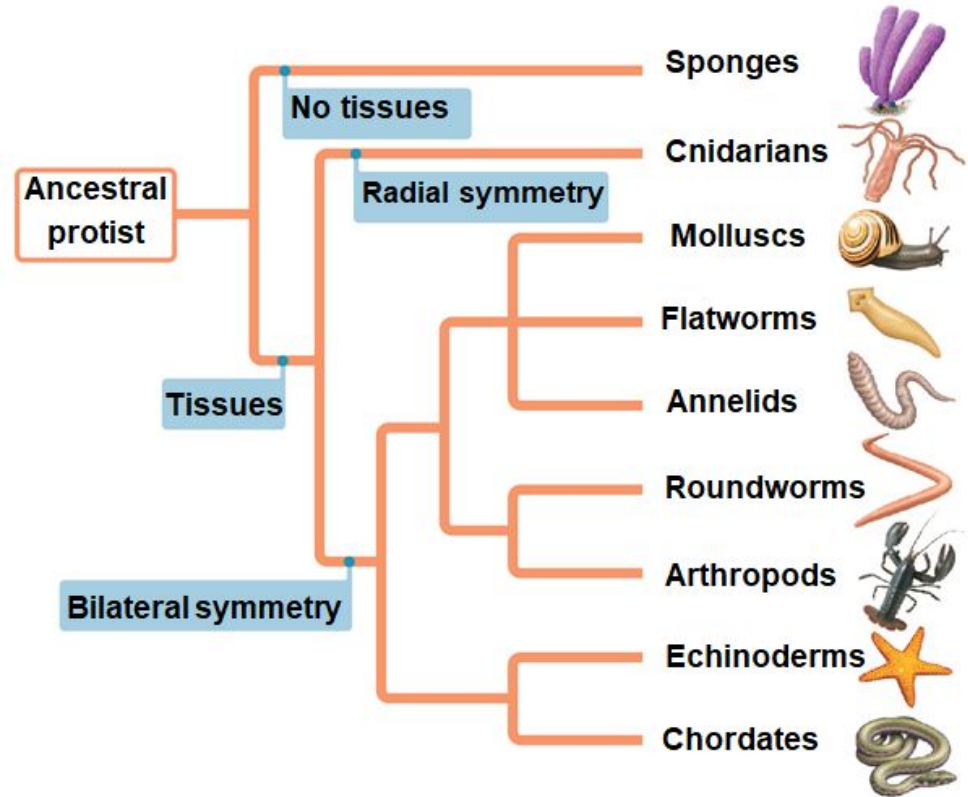 Sponges
No tissues
Cnidarians
Ancestral
protist
Radial symmetry
Molluscs
Flatworms
Tissues
Annelids
Roundworms
Arthropods
Bilateral symmetry
Echinoderms
Chordates